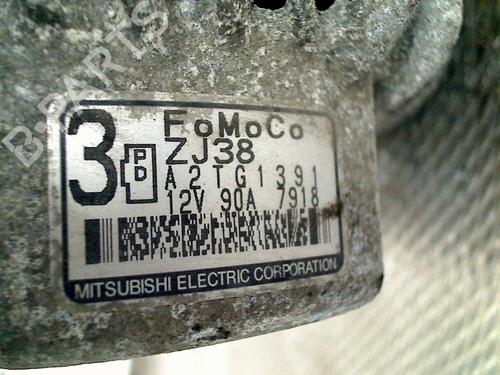 B-PARTS
FoMoCo
3 PD ZJ38
A2TG1391
12V 90A 7918
MITSUBISHI ELECTRIC CORPORATION